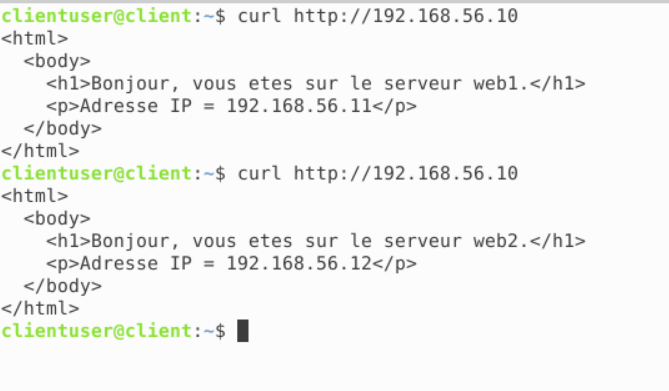 clientuser@client:~$ curl http://192.168.56.10
<html>
  <body>
    <h1>Bonjour, vous etes sur le serveur web1.</h1>
    <p>Adresse IP = 192.168.56.11</p>
  </body>
</html>
clientuser@client:~$ curl http://192.168.56.10
<html>
  <body>
    <h1>Bonjour, vous etes sur le serveur web2.</h1>
    <p>Adresse IP = 192.168.56.12</p>
  </body>
</html>
clientuser@client:~$